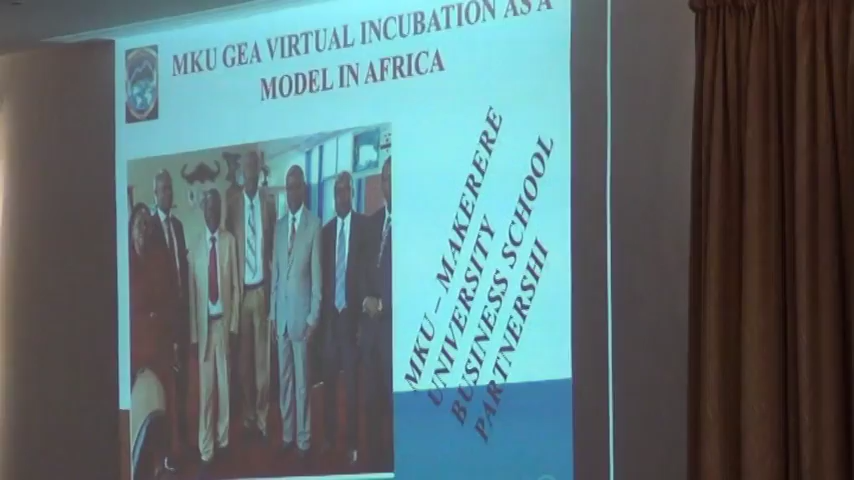 MKU GEA VIRTUAL INCUBATION AS A
MODEL IN AFRICA
MKU – MAKERERE
UNIVERSITY
BUSINESS SCHOOL
PARTNERSHI